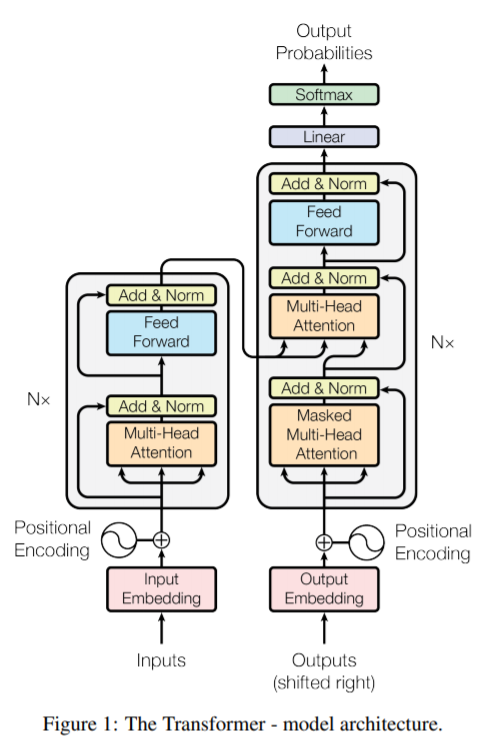 Output
Probabilities
Softmax
Linear
Add & Norm
Feed
Forward
Add & Norm
Multi-Head
Attention
Add & Norm
Masked
Multi-Head
Attention
Nx
Add & Norm
Feed
Forward
Add & Norm
Multi-Head
Attention
N×
Positional
Encoding
Positional
Encoding
Input
Embedding
Output
Embedding
Inputs
Outputs
(shifted right)
Figure 1: The Transformer - model architecture.